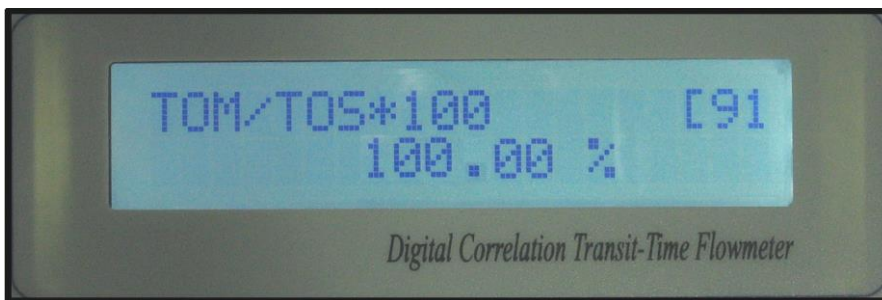 TOM/TOS*100 [91
100.00 %
Digital Correlation Transit-Time Flowmeter